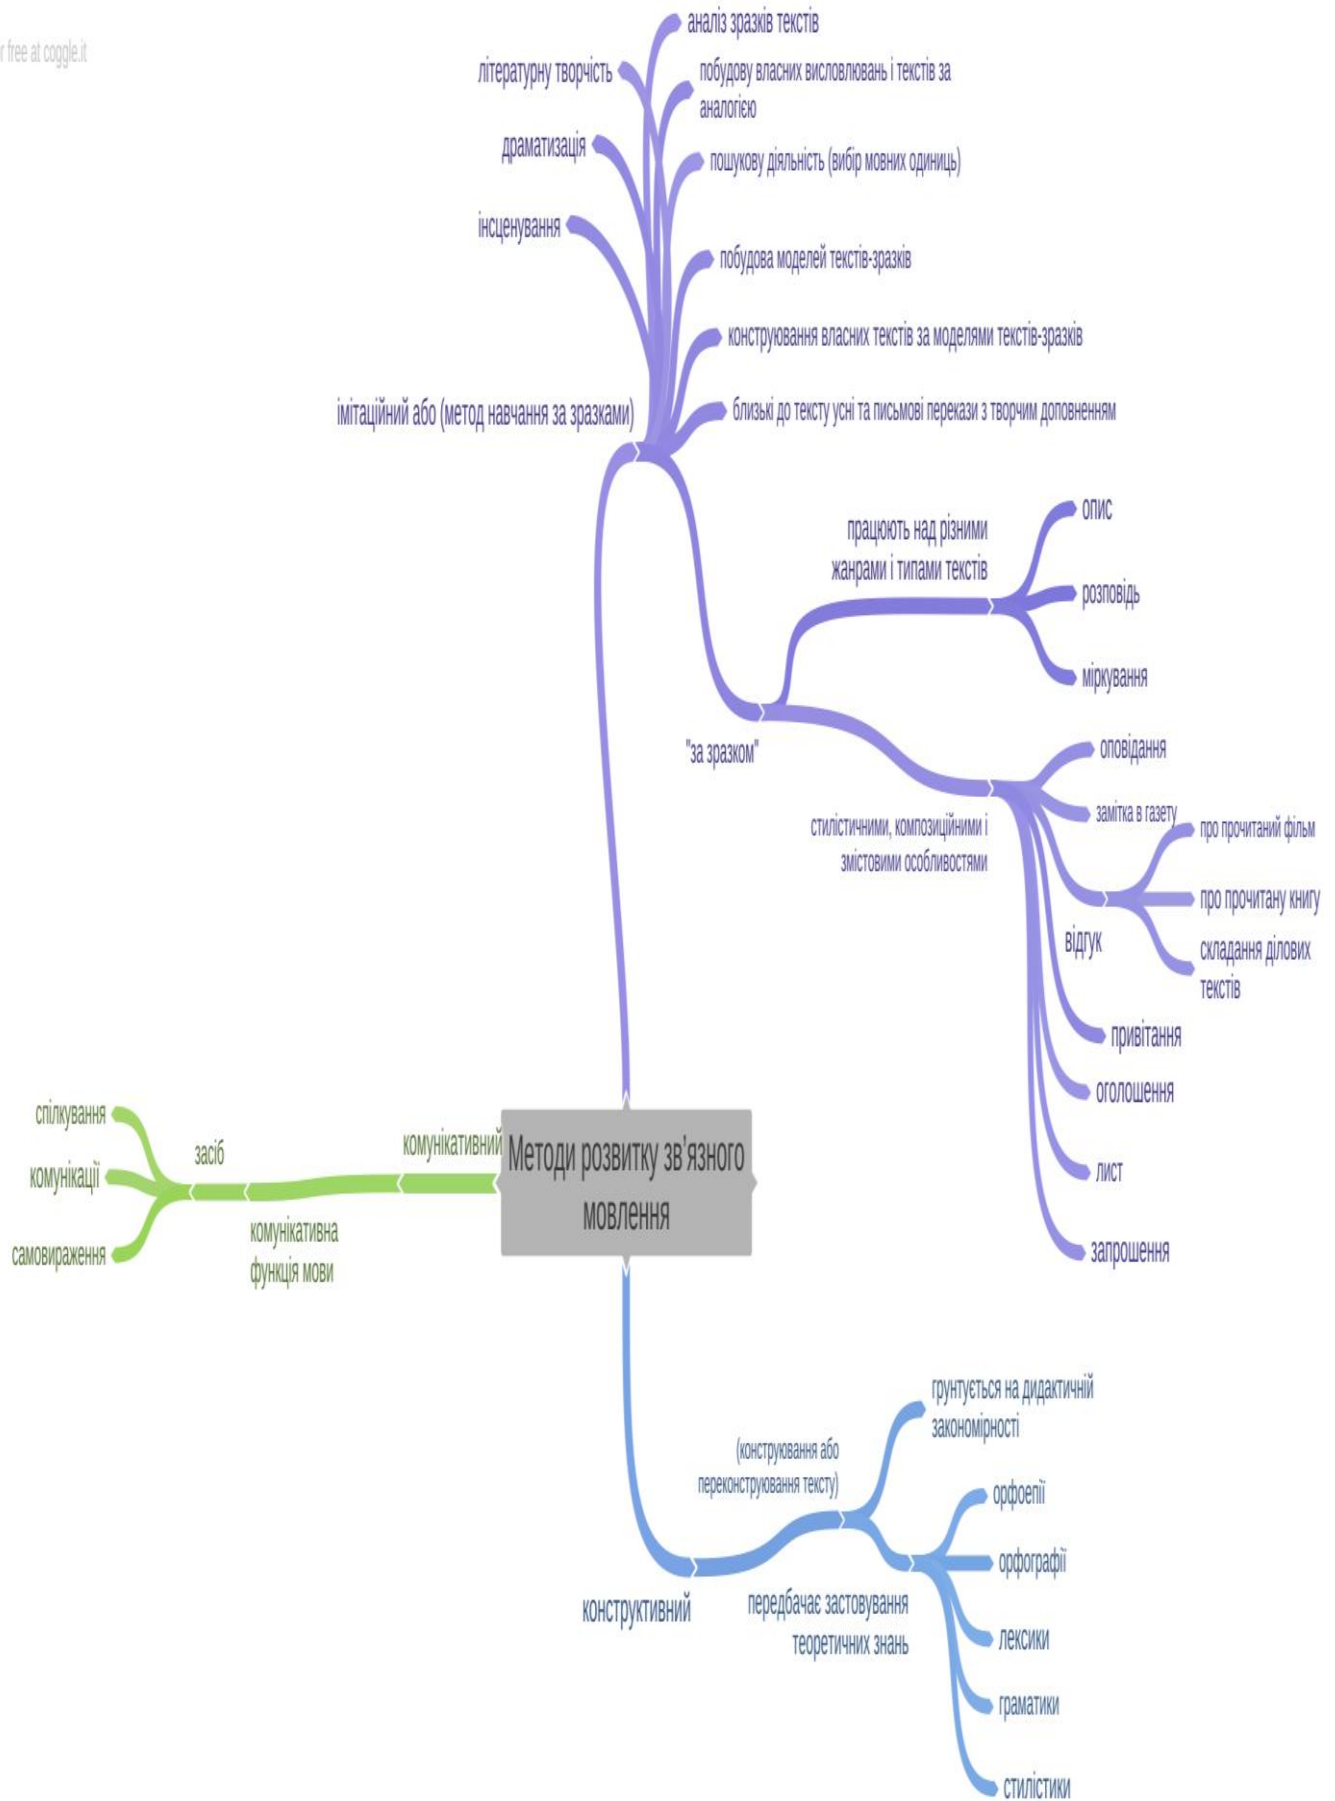 r free at coggle.it
аналіз зразків текстів
літературну творчість
побудову власних висловлювань і текстів за
аналогією
драматизація
пошукову діяльність (вибір мовних одиниць)
інсценування
побудова моделей текстів-зразків
конструювання власних текстів за моделями текстів-зразків
імітаційний або (метод навчання за зразками)
близькі до тексту усні та письмові перекази з творчим доповненням
працюють над різними
жанрами і типами текстів
опис
розповідь
міркування
"за зразком"
стилістичними, композиційними і
змістовими особливостями
оповідання
замітка в газету
про прочитаний фільм
про прочитану книгу
відгук
складання ділових
текстів
привітання
оголошення
лист
запрошення
спілкування
комунікації
самовираження
засіб
комунікативна
функція мови
комунікативний
Методи розвитку зв'язного
мовлення
грунтується на дидактичній
закономірності
(конструювання або
переконструювання тексту)
орфоепії
орфографії
конструктивний
передбачає застовування
теоретичних знань
лексики
граматики
стилістики